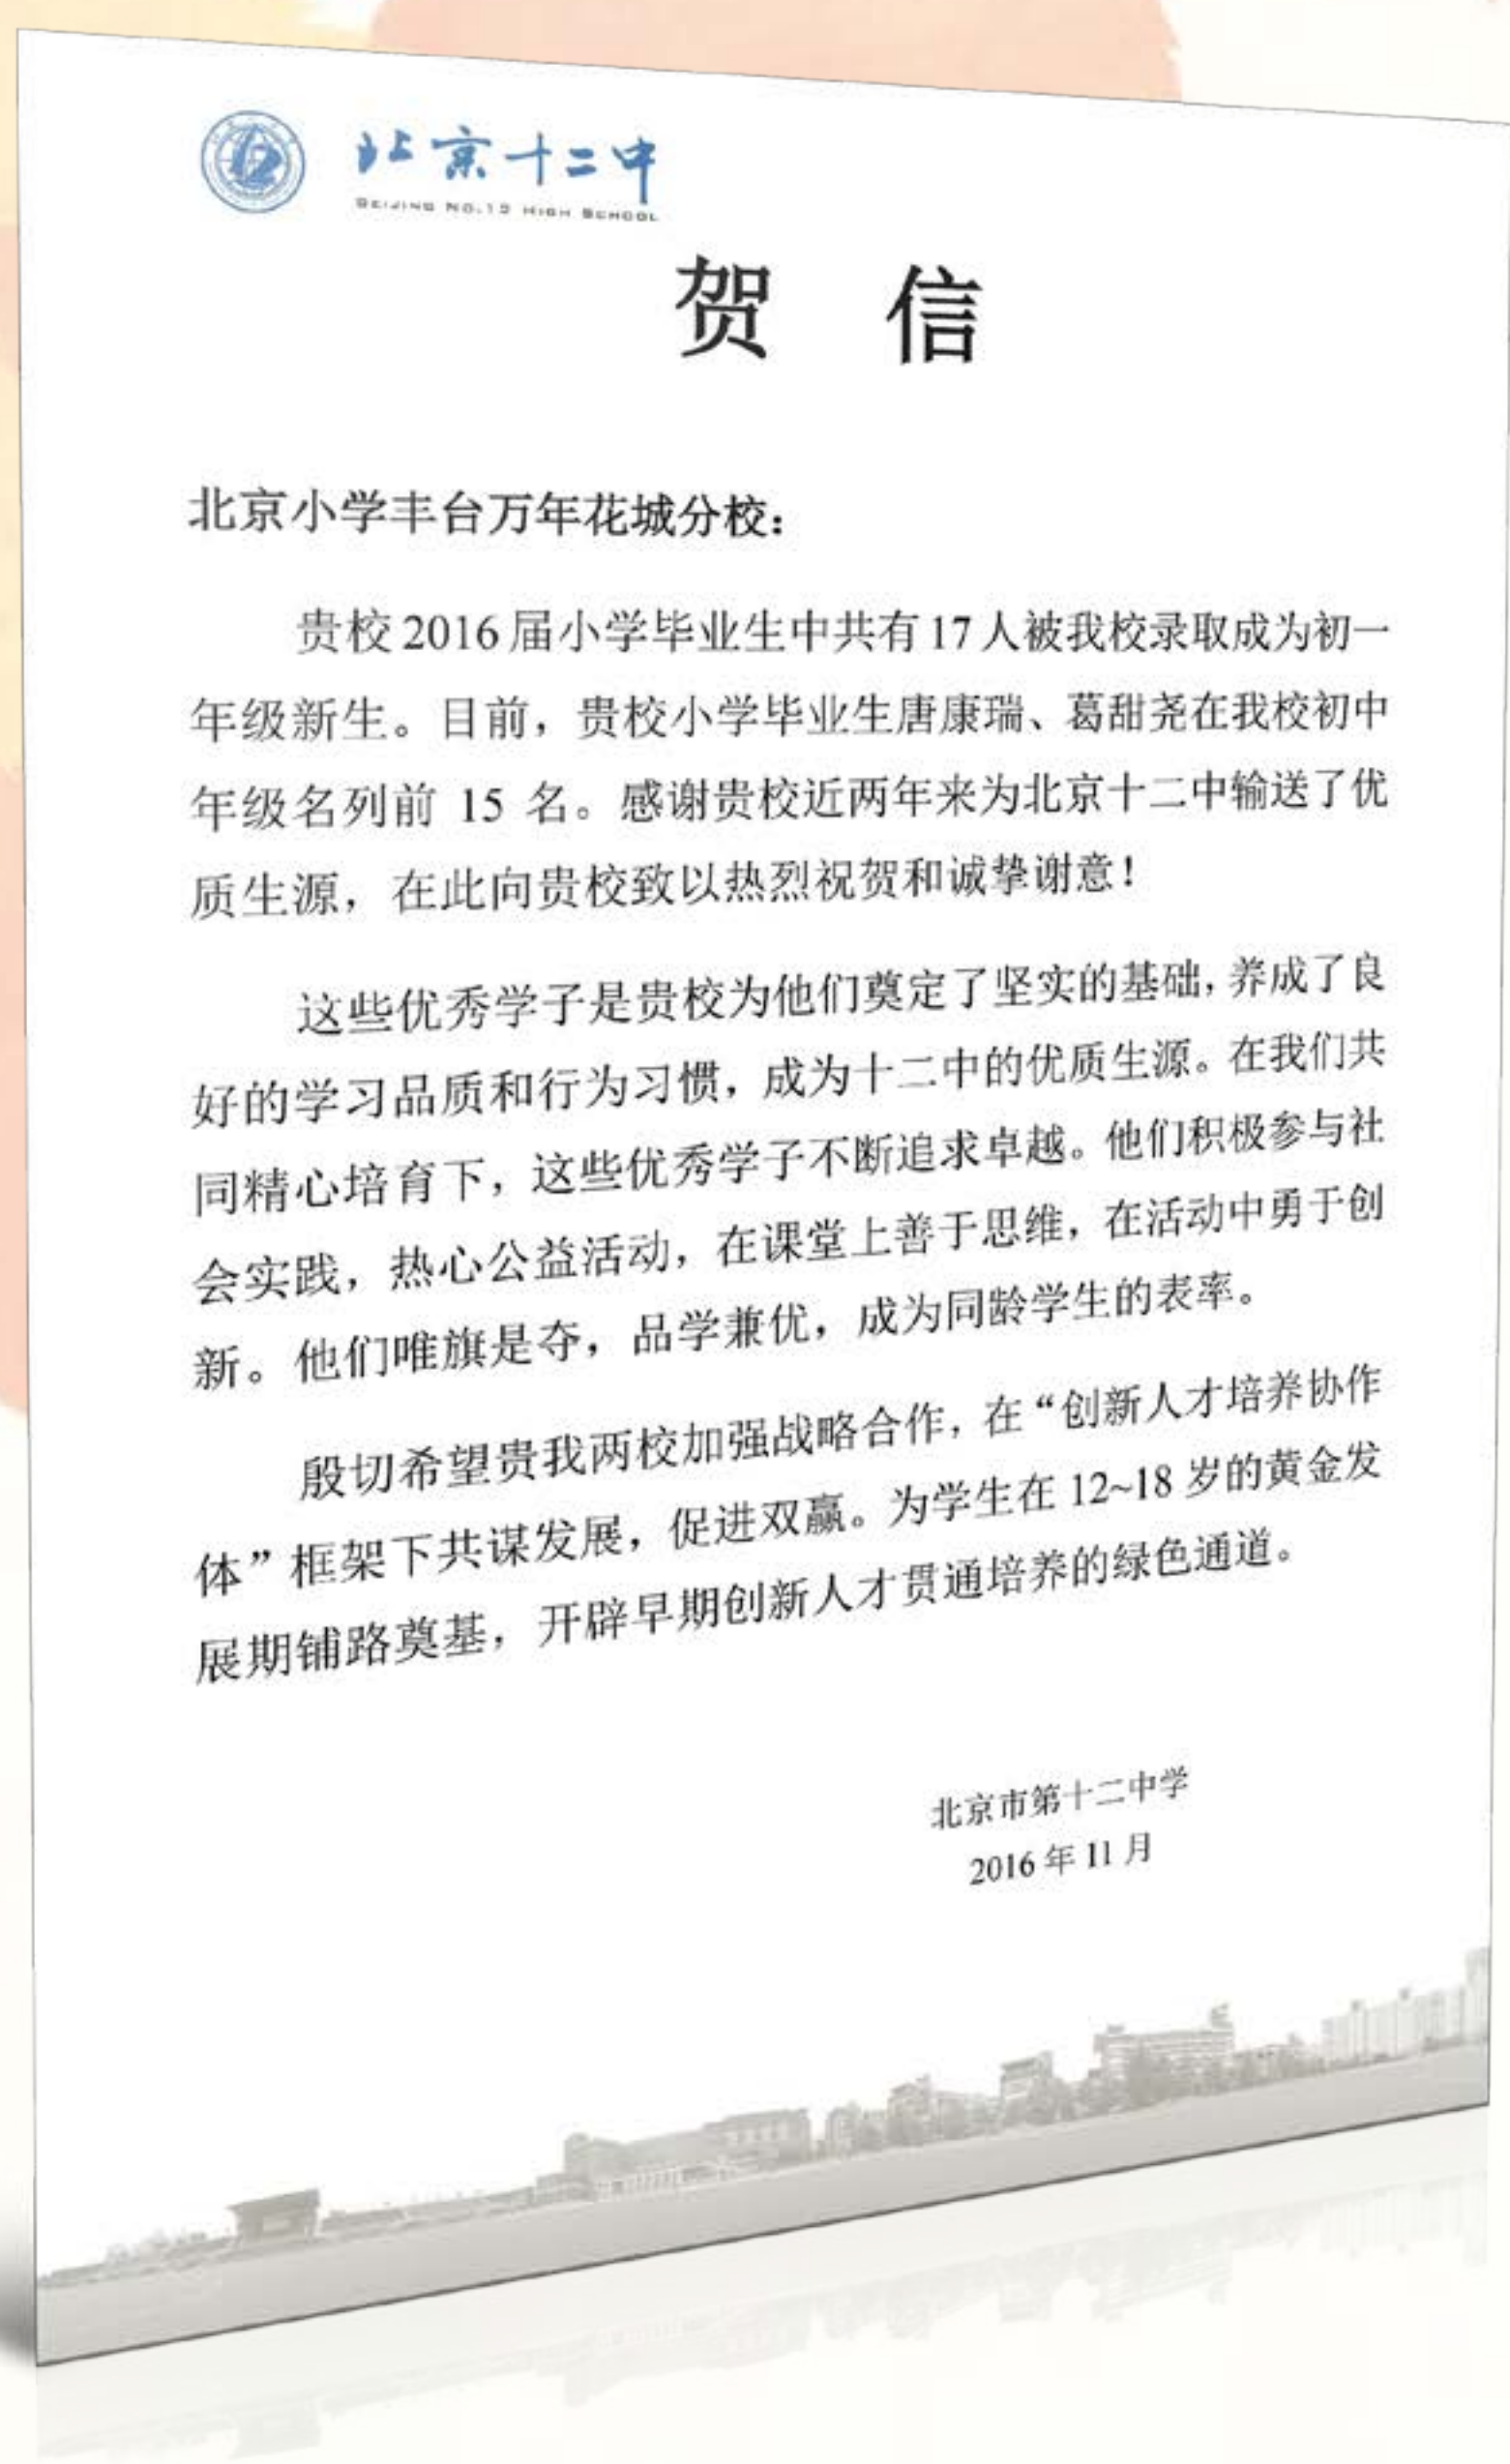 北京十二中
BEIJING NO.12 HIGH SCHOOL
贺 信
北京小学丰台万年花城分校：
贵校2016届小学毕业生中共有17人被我校录取成为初一
年级新生。目前，贵校小学毕业生唐康瑞、葛甜尧在我校初中
年级名列前 15 名。感谢贵校近两年来为北京十二中输送了优
质生源，在此向贵校致以热烈祝贺和诚挚谢意！
这些优秀学子是贵校为他们奠定了坚实的基础，养成了良
好的学习品质和行为习惯，成为十二中的优质生源。在我们共
同精心培育下，这些优秀学子不断追求卓越。他们积极参与社
会实践，热心公益活动，在课堂上善于思维，在活动中勇于创
新。他们唯旗是夺，品学兼优，成为同龄学生的表率。
殷切希望贵我两校加强战略合作，在“创新人才培养协作
体”框架下共谋发展，促进双赢。为学生在 12~18 岁的黄金发
展期铺路奠基，开辟早期创新人才贯通培养的绿色通道。
北京市第十二中学
2016 年 11 月